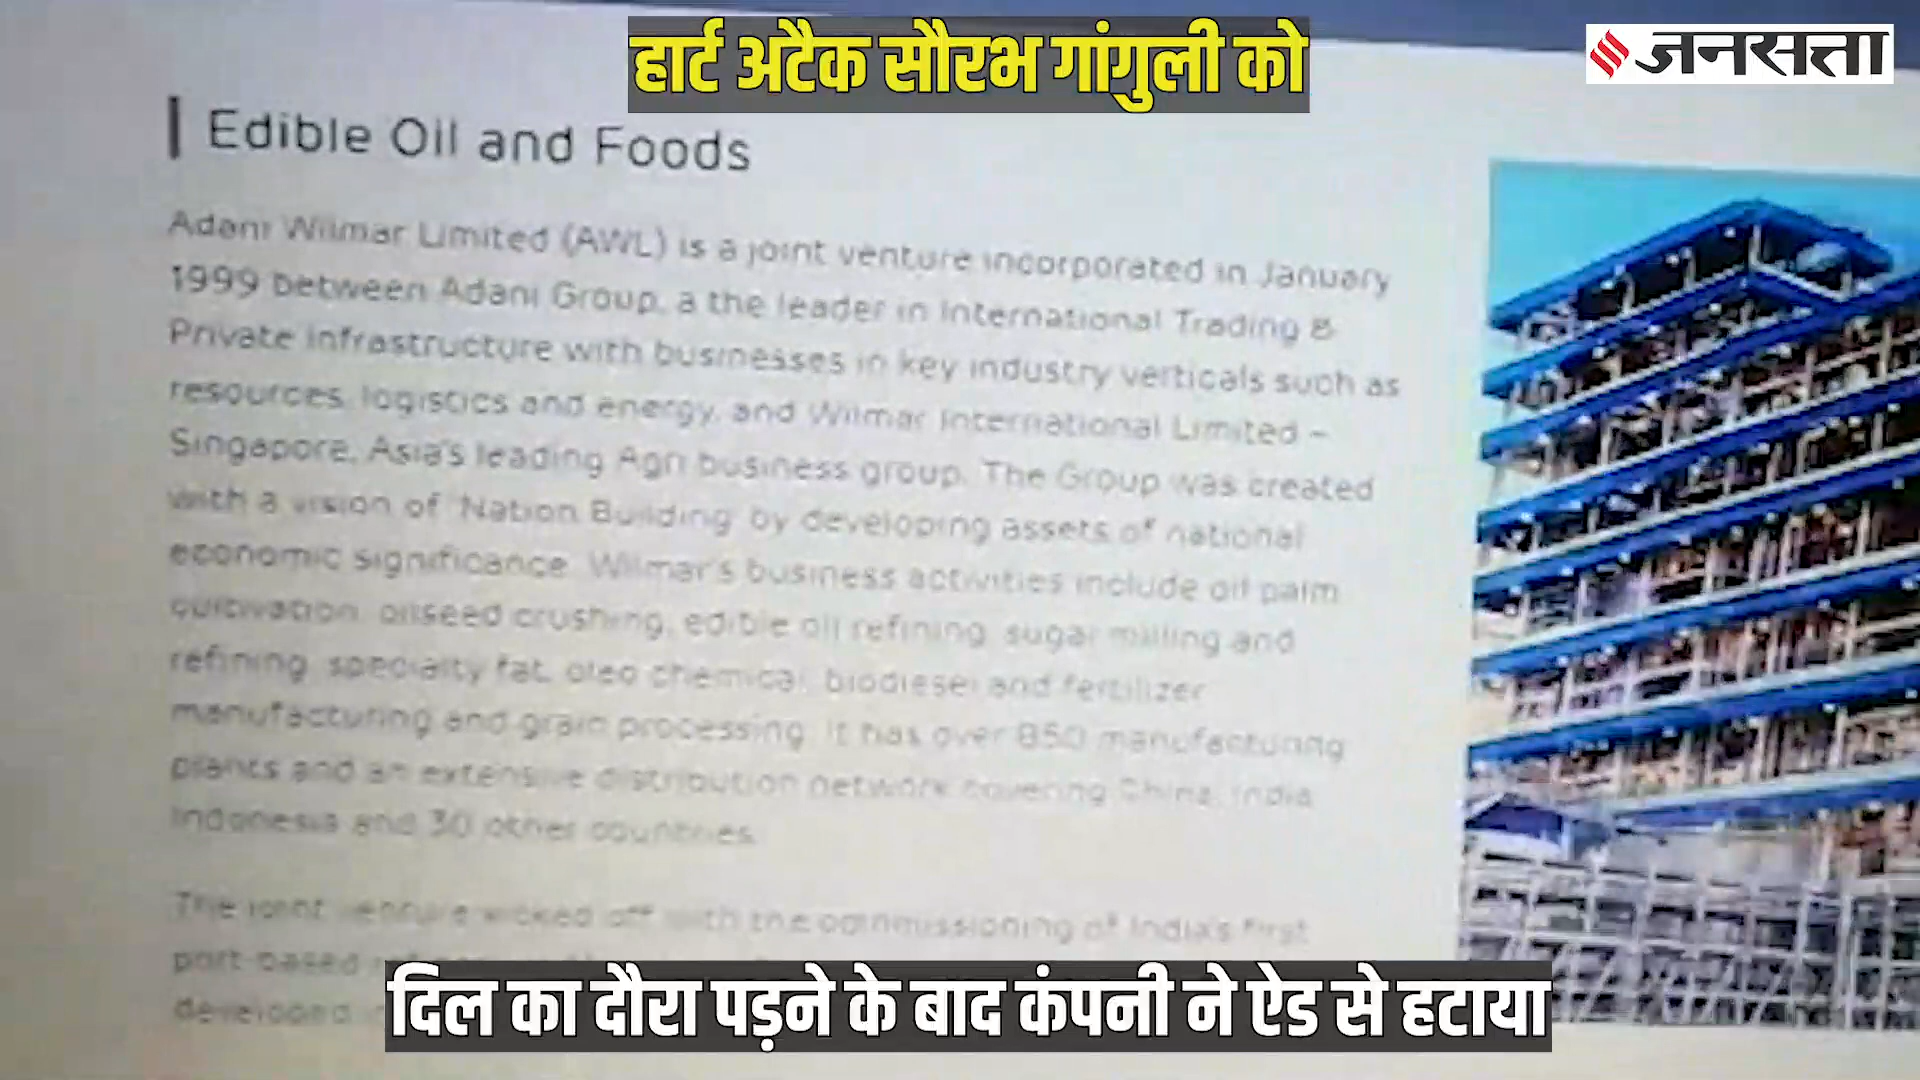 हार्ट अटैक सौरभ गांगुली को
जनसत्ता
Edible Oil and Foods
Adani Wilmar Limited (AWL) is a joint venture incorporated in January
1999 between Adani Group, a the leader in International Trading &
Private Infrastructure with businesses in key industry verticals such as
resources, logistics and energy, and Wilmar International Limited –
Singapore, Asia's leading Agri business group. The Group was created
with a vision of 'Nation Building' by developing assets of national
economic significance. Wilmar's business activities include oil palm
cultivation, oilseed crushing, edible oil refining, sugar milling and
refining, specialty fat, oleo chemical, biodiesel and fertilizer
manufacturing and grain processing. It has over 850 manufacturing
plants and an extensive distribution network covering China, India
Indonesia and 30 other countries.
The joint venture kicked off with the commissioning of India's first
port-based
developed
दिल का दौरा पड़ने के बाद कंपनी ने ऐड से हटाया